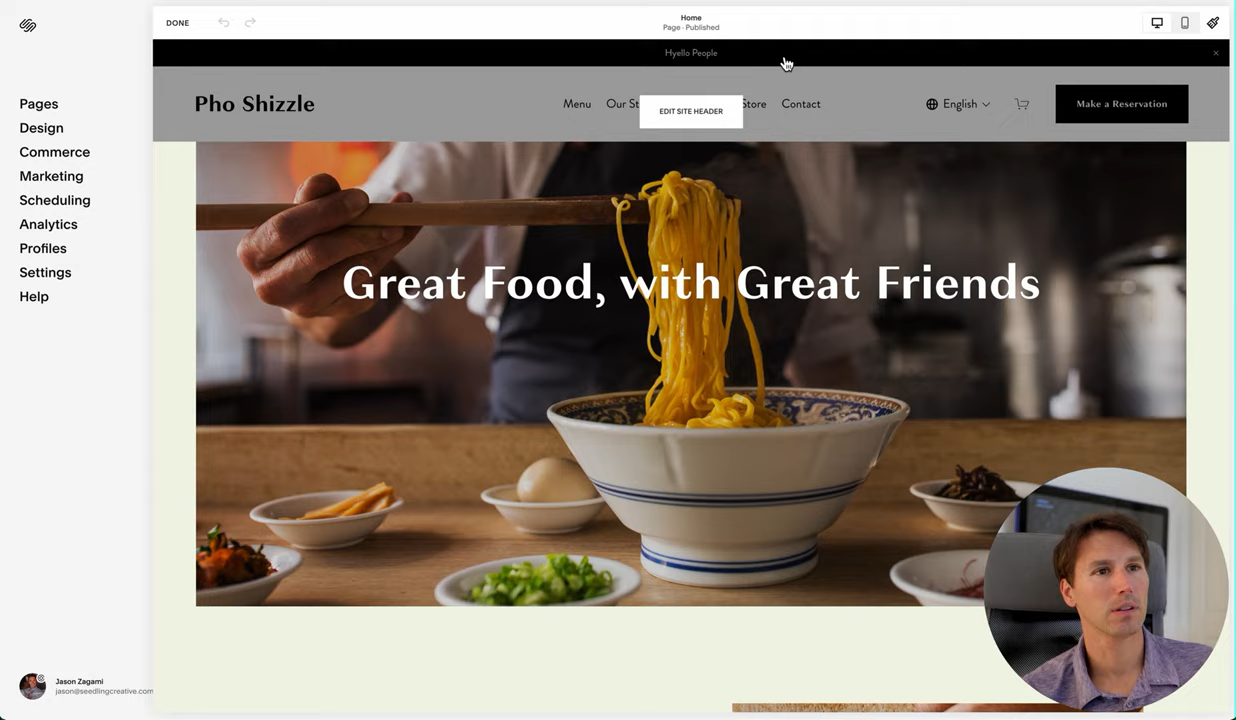 DONE
Home
Page · Published
Hyello People
Pho Shizzle
Menu
Our St
EDIT SITE HEADER
Store
Contact
English
Make a Reservation
Pages
Design
Commerce
Marketing
Scheduling
Analytics
Profiles
Settings
Help
Great Food, with Great Friends
Jason Zagami
jason@seedlingcreative.com